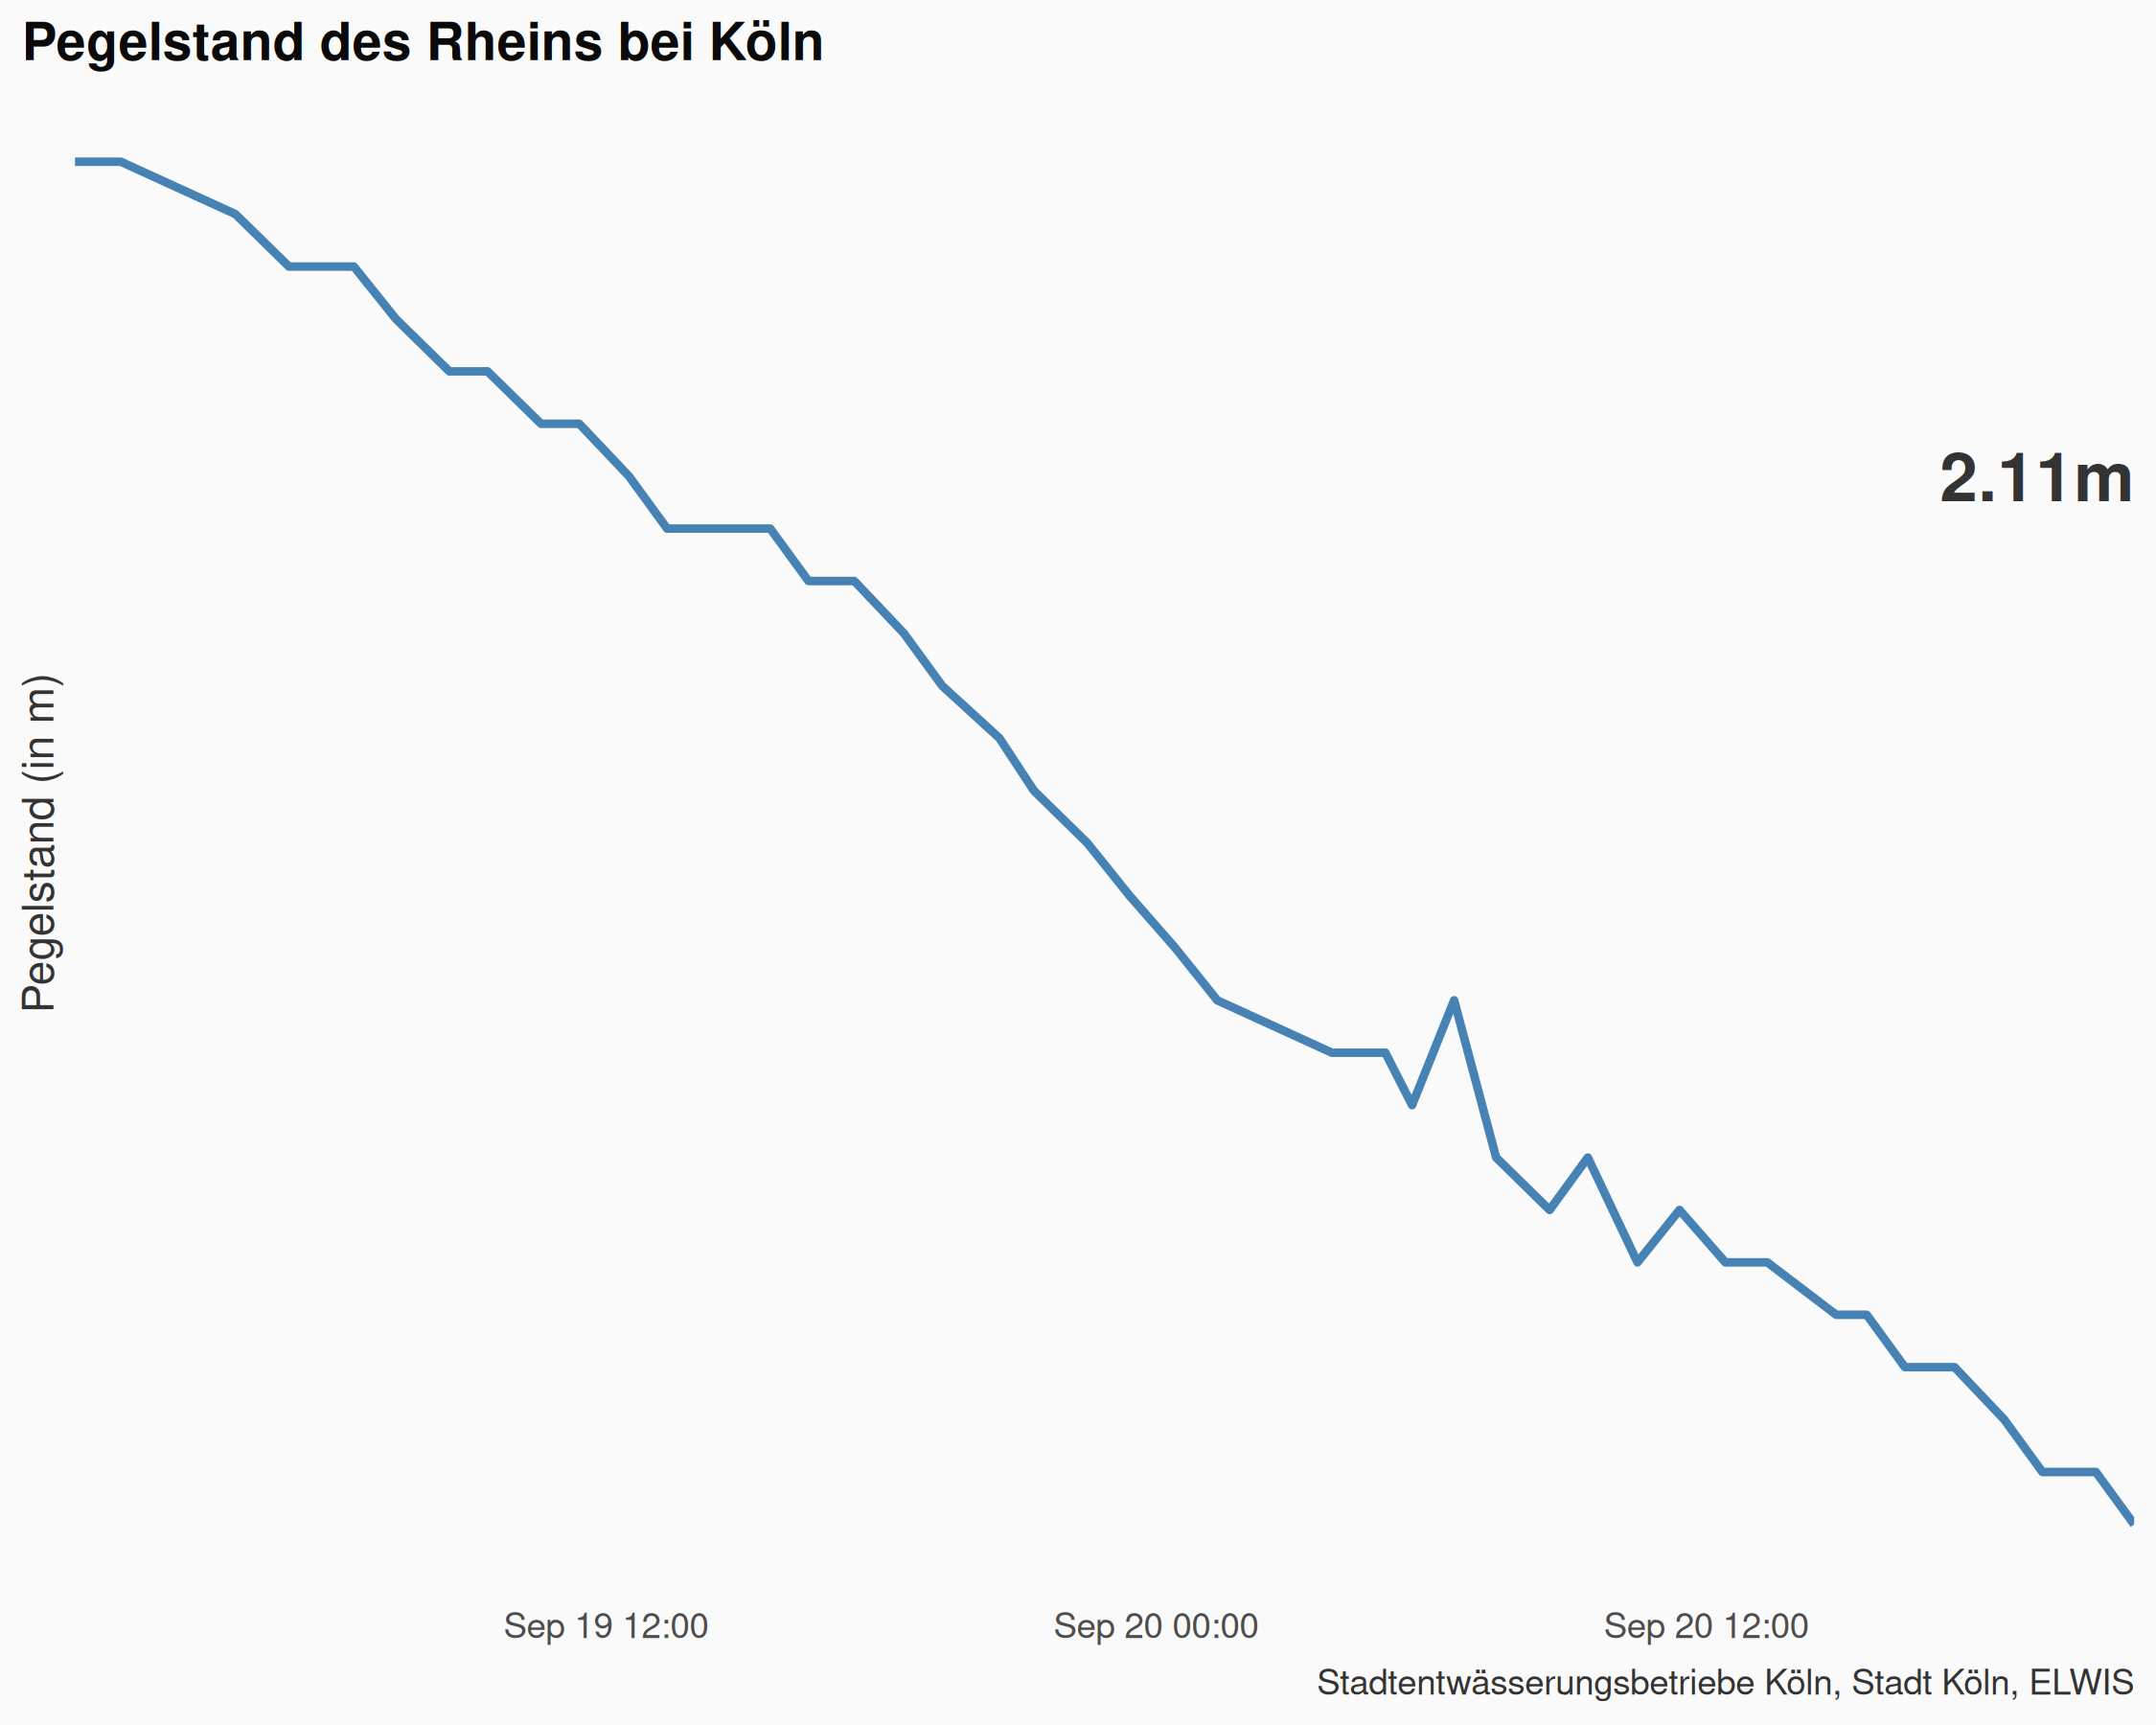 Pegelstand des Rheins bei Köln
2.11m
Pegelstand (in m)
Sep 19 12:00
Sep 20 00:00
Sep 20 12:00
Stadtentwässerungsbetriebe Köln, Stadt Köln, ELWIS